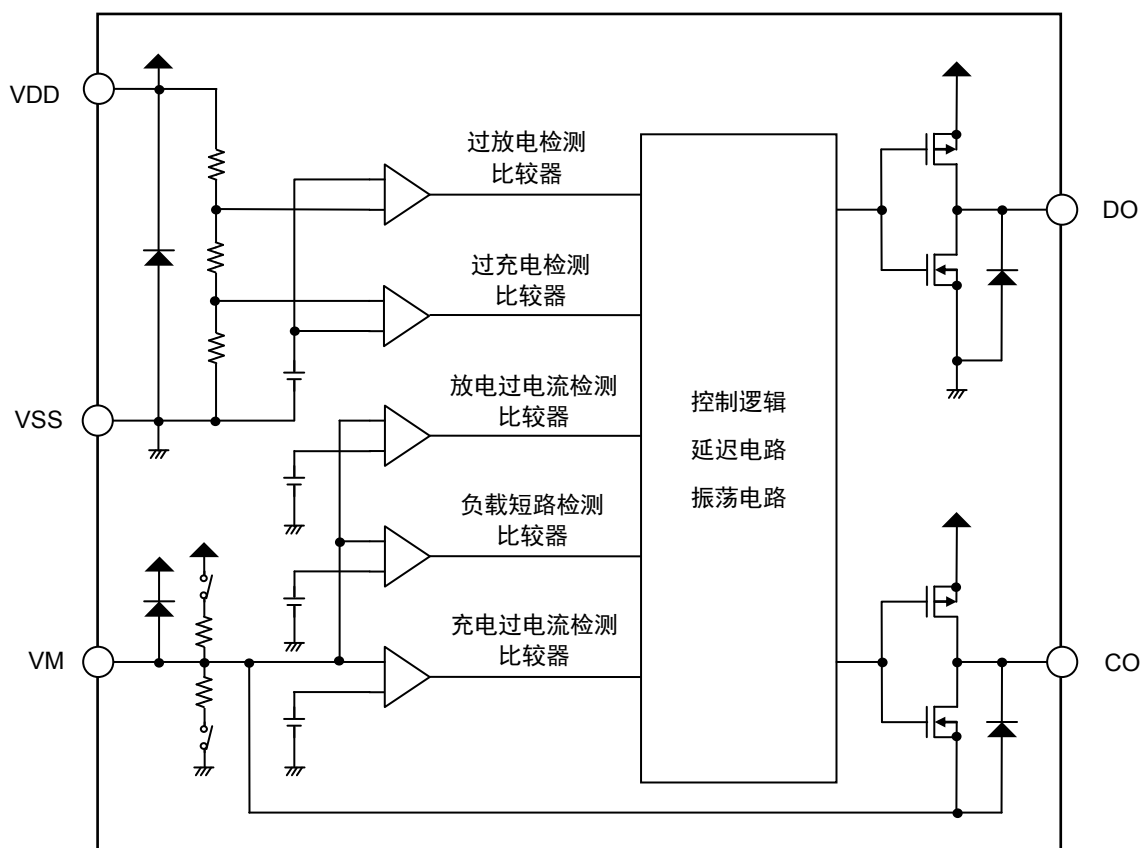 VDD
过放电检测
比较器
DO
过充电检测
比较器
VSS
放电过电流检测
比较器
控制逻辑
延迟电路
振荡电路
负载短路检测
比较器
充电过电流检测
比较器
VM
CO